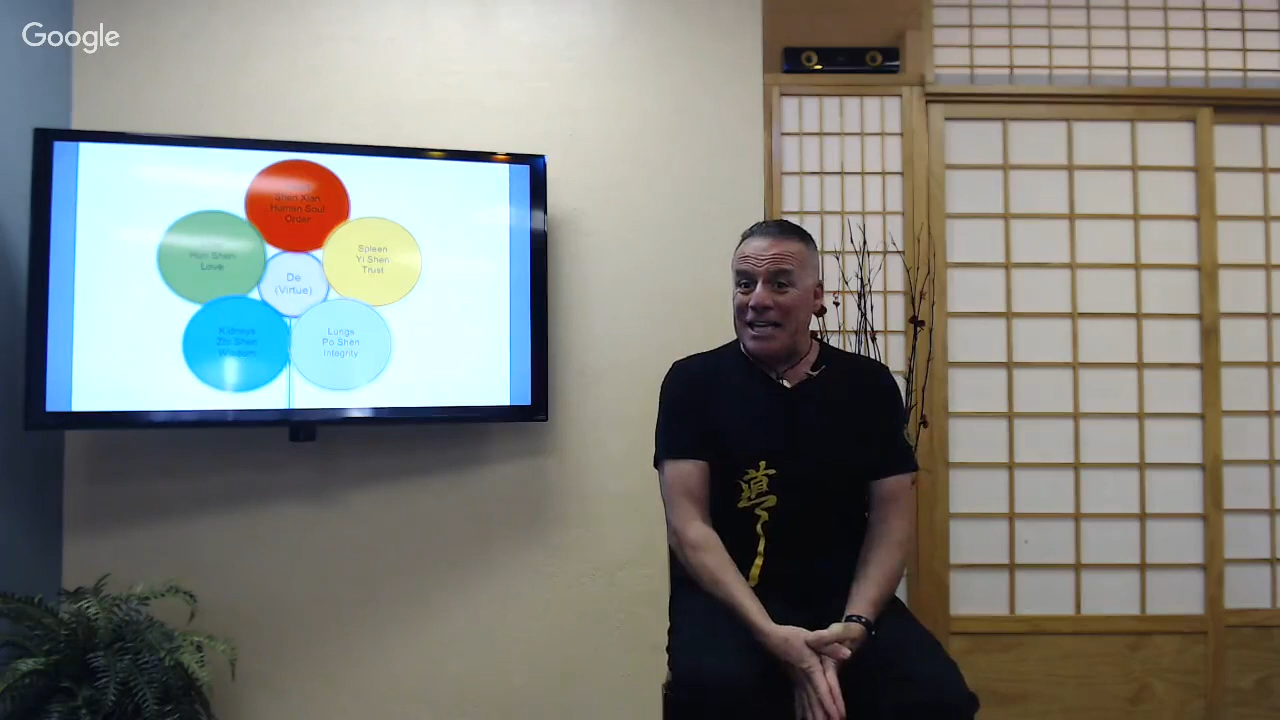 Google
Shen Xian
Human Soul
Order
Hun Shen
Love
Spleen
Yi Shen
Trust
De
(Virtue)
Kidneys
Zhi Shen
Wisdom
Lungs
Po Shen
Integrity
道